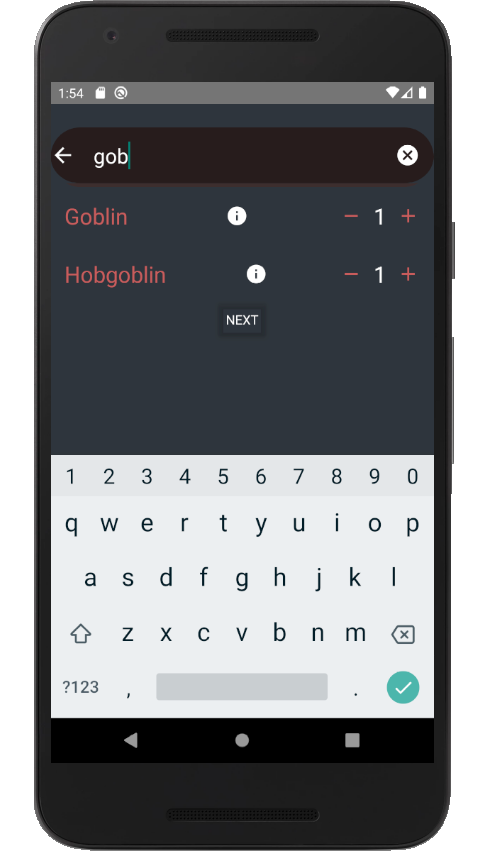 1:54
gob
Goblin − 1 +
Hobgoblin − 1 +
NEXT
1 2 3 4 5 6 7 8 9 0
q w e r t y u i o p
a s d f g h j k l
z x c v b n m
?123 , .